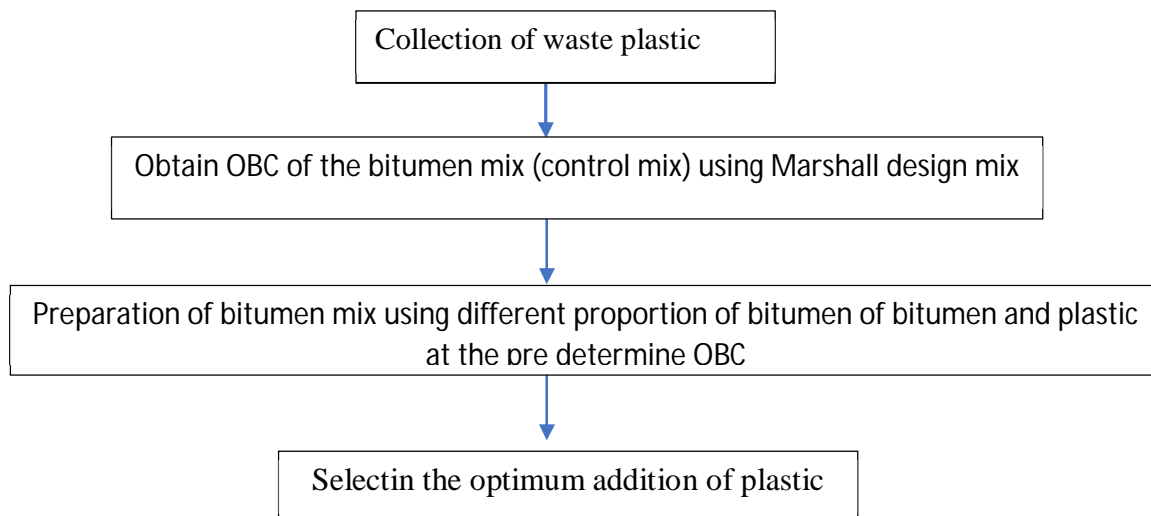 Collection of waste plastic
Obtain OBC of the bitumen mix (control mix) using Marshall design mix
Preparation of bitumen mix using different proportion of bitumen of bitumen and plastic
at the pre determine OBC
Selectin the optimum addition of plastic